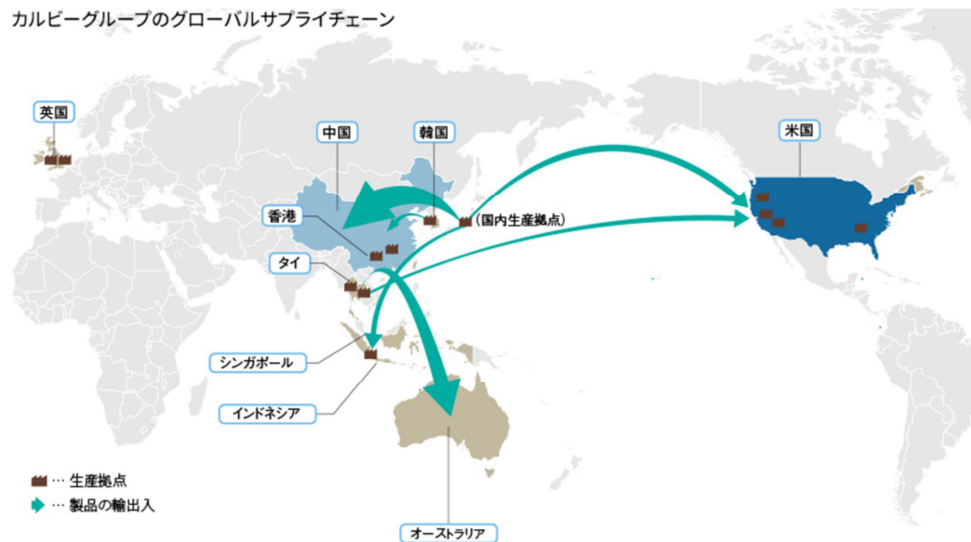 カルビーグループのグローバルサプライチェーン
英国
中国
韓国
米国
香港
(国内生産拠点)
タイ
シンガポール
インドネシア
… 生産拠点
… 製品の輸出入
オーストラリア